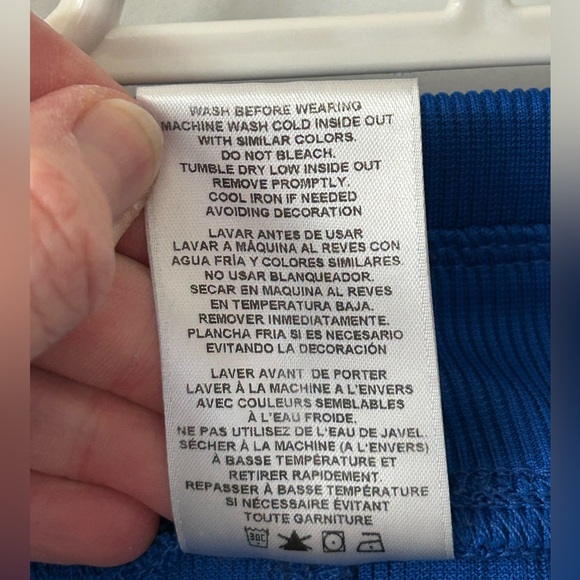 WASH BEFORE WEARING
MACHINE WASH COLD INSIDE OUT
WITH SIMILAR COLORS.
DO NOT BLEACH.
TUMBLE DRY LOW INSIDE OUT
REMOVE PROMPTLY.
COOL IRON IF NEEDED
AVOIDING DECORATION
LAVAR ANTES DE USAR
LAVAR A MÁQUINA AL REVES CON
AGUA FRÍA Y COLORES SIMILARES.
NO USAR BLANQUEADOR.
SECAR EN MAQUINA AL REVES
EN TEMPERATURA BAJA.
REMOVER INMEDIATAMENTE.
PLANCHA FRIA SI ES NECESARIO
EVITANDO LA DECORACIÓN
LAVER AVANT DE PORTER
LAVER À LA MACHINE A L'ENVERS
AVEC COULEURS SEMBLABLES
À L'EAU FROIDE.
NE PAS UTILISEZ DE L'EAU DE JAVEL.
SÉCHER À LA MACHINE (A L'ENVERS)
À BASSE TEMPÉRATURE ET
RETIRER RAPIDEMENT.
REPASSER À BASSE TEMPÉRATURE
SI NÉCESSAIRE ÉVITANT
TOUTE GARNITURE
30C